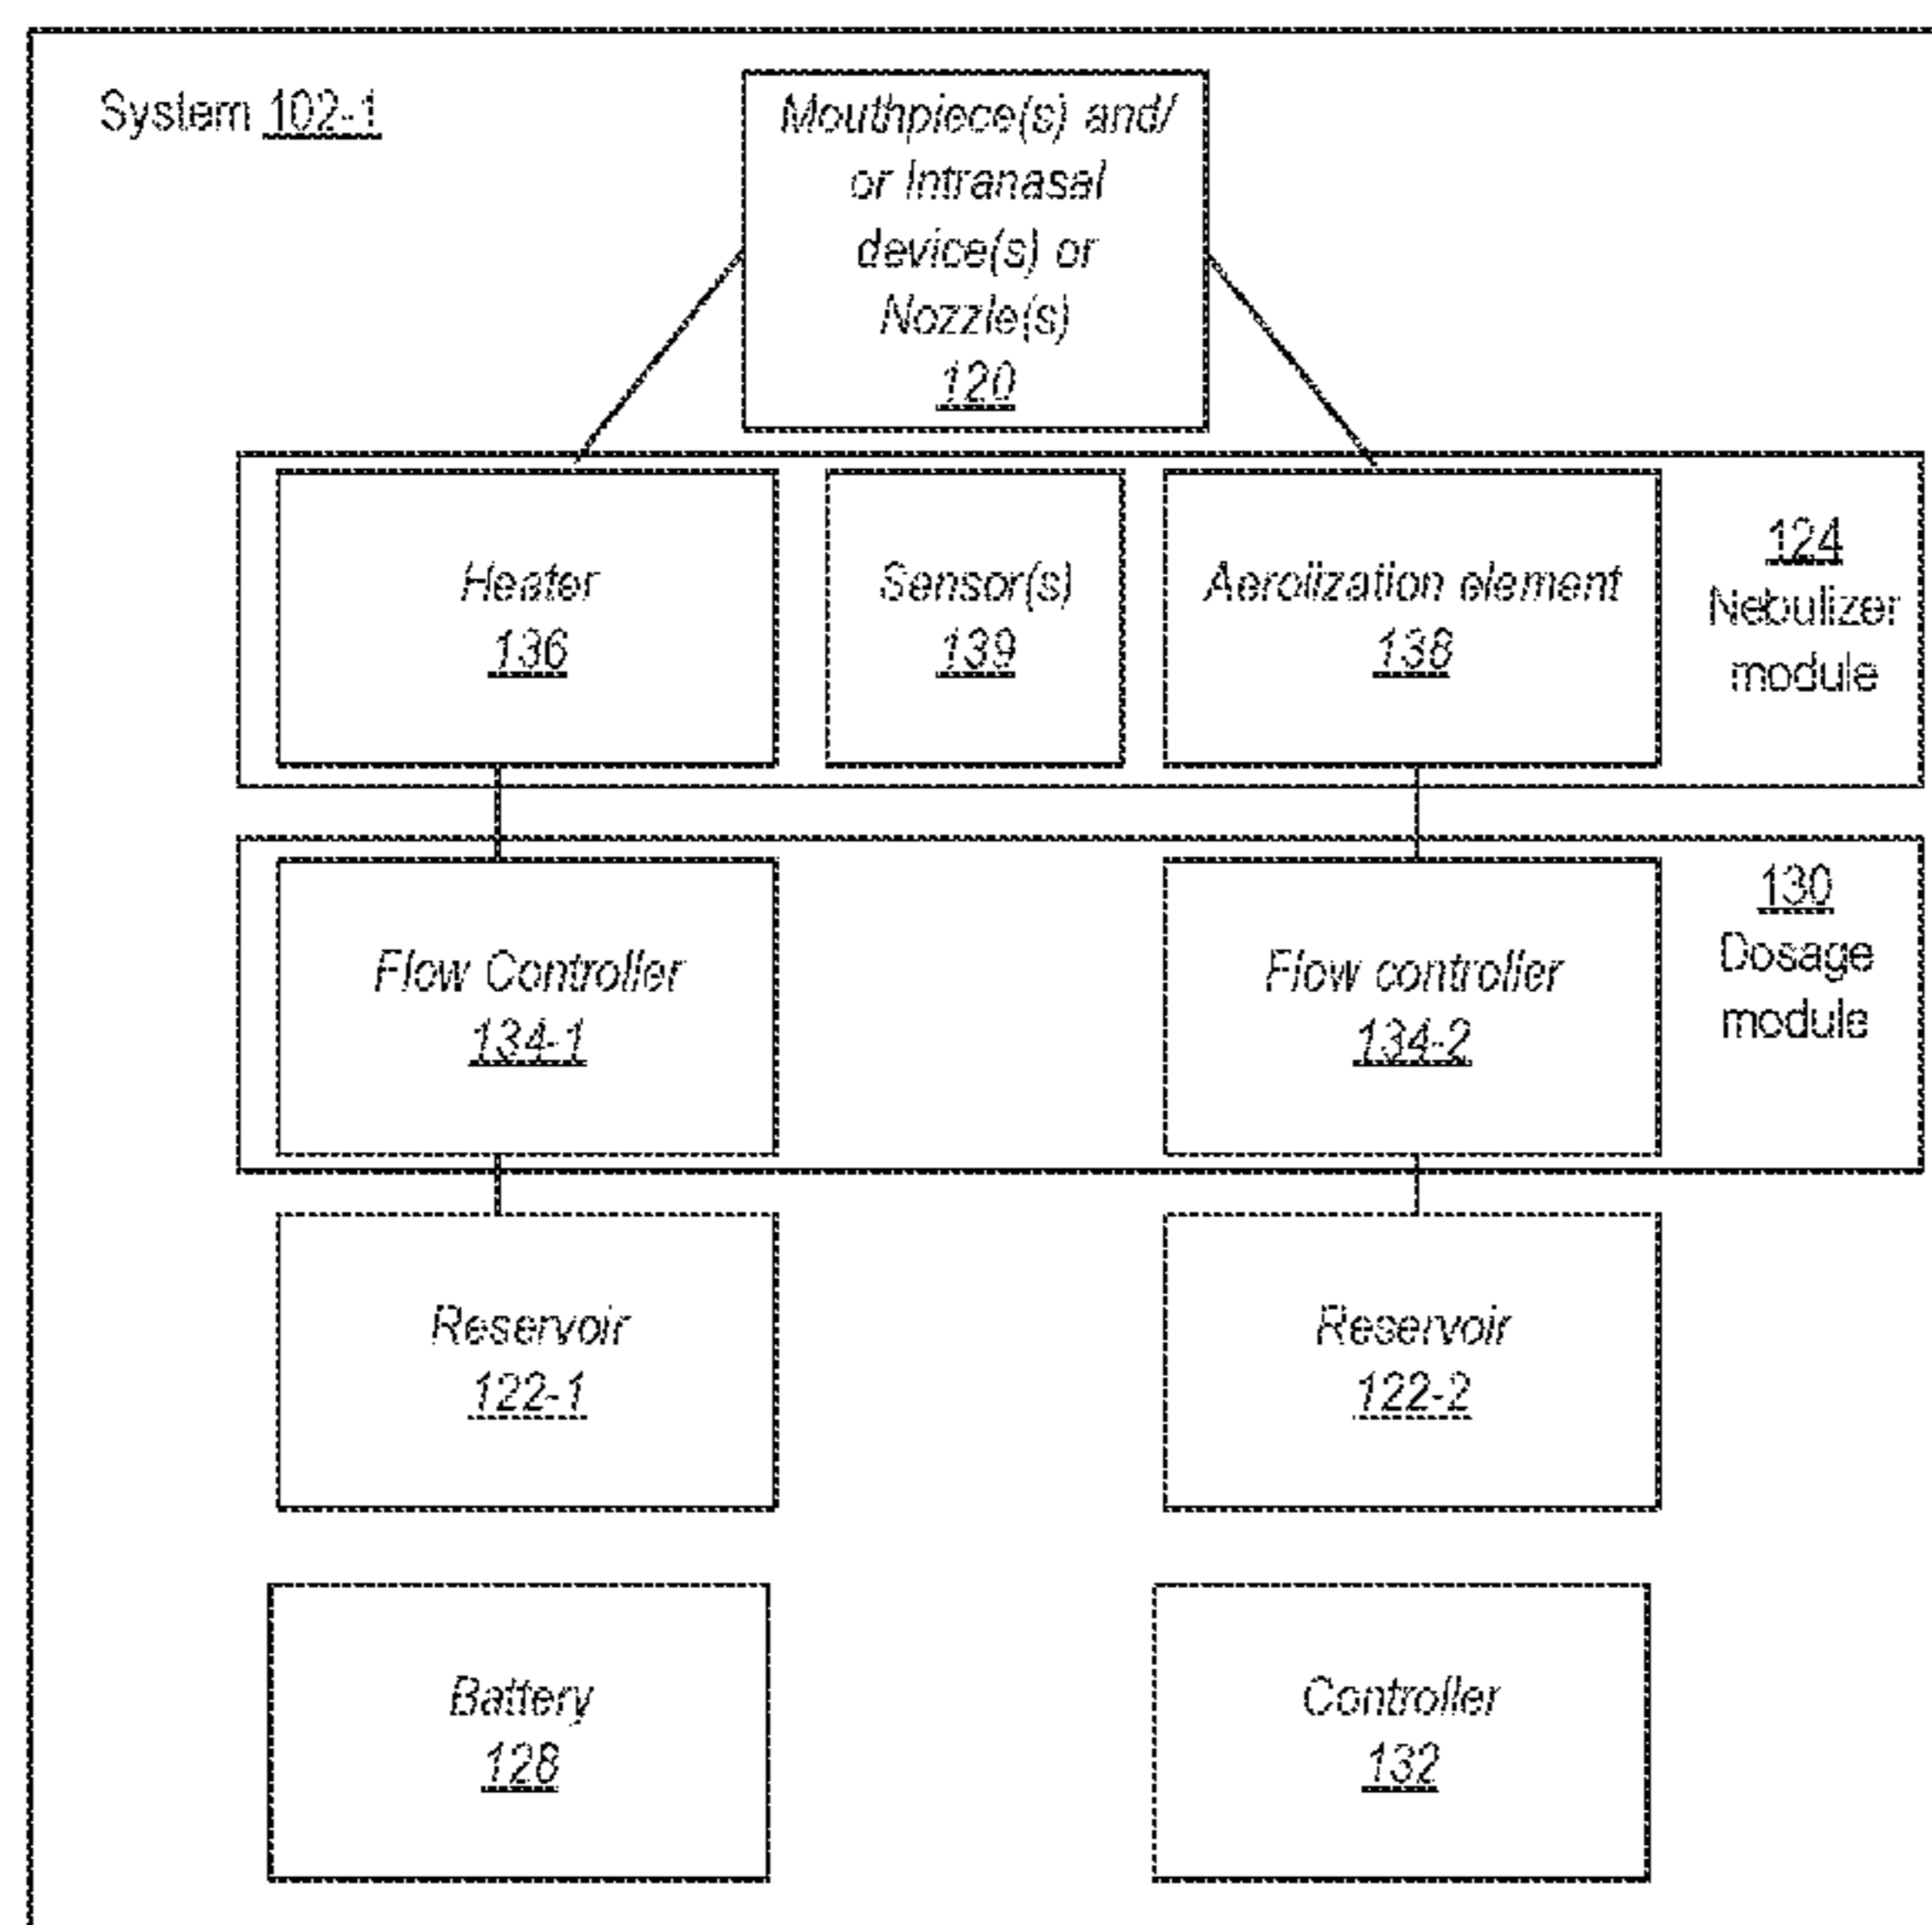 System 102-1
Mouthpiece(s) and/
or Intranasal
device(s) or
Nozzle(s)
120
Heater
136
Sensor(s)
139
Aerolization element
138
124
Nebulizer
module
Flow Controller
134-1
Flow controller
134-2
130
Dosage
module
Reservoir
122-1
Reservoir
122-2
Battery
128
Controller
132